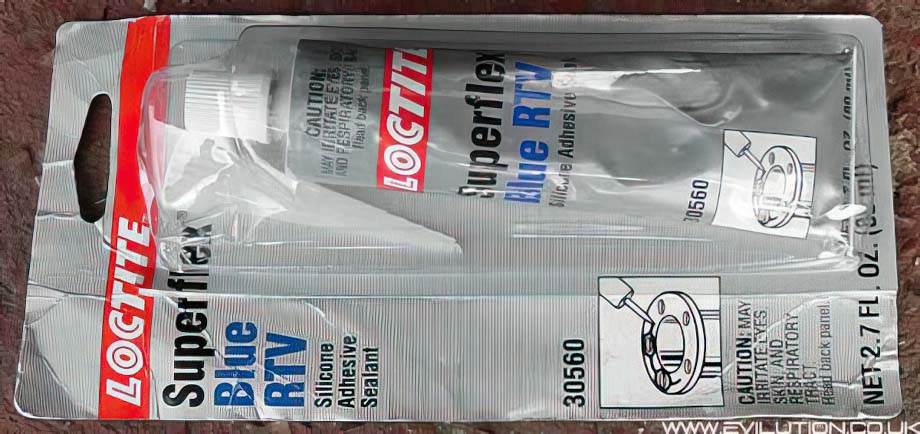 LOCTITE
Superflex
Blue RTV
Silicone Adhesive
30560
CAUTION:
MAY IRRITATE EYES
AND RESPIRATORY
Read back panel
LOCTITE
Superflex
Blue
RTV
Silicone
Adhesive
Sealant
30560
CAUTION: MAY
IRRITATE EYES
SKIN AND
RESPIRATORY
TRACT
Read back panel
NET 2.7 FL. OZ.
WWW.EVILUTION.CO.UK